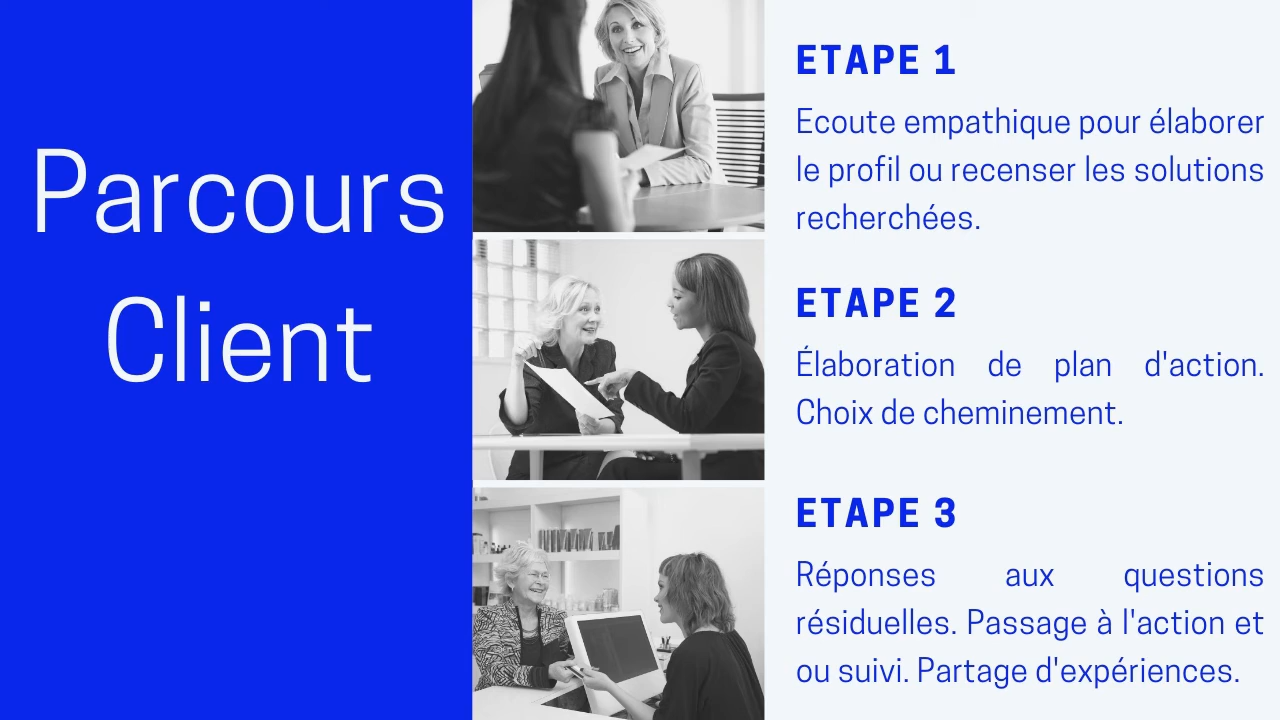 Parcours
Client
ETAPE 1
Ecoute empathique pour élaborer
le profil ou recenser les solutions
recherchées.
ETAPE 2
Élaboration de plan d'action.
Choix de cheminement.
ETAPE 3
Réponses aux questions
résiduelles. Passage à l'action et
ou suivi. Partage d'expériences.